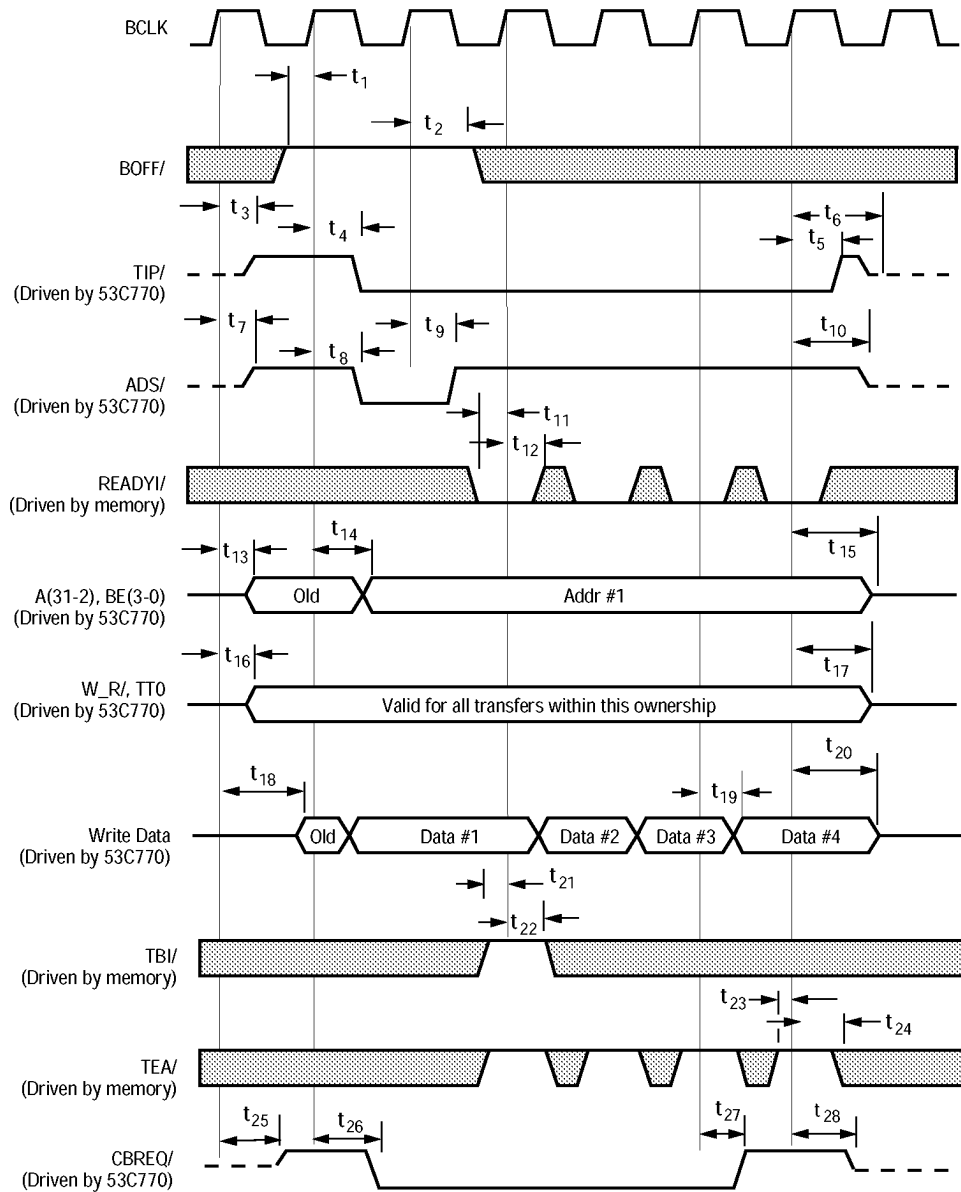 BCLK
t1
t2
BOFF/
t3
t4
t6
t5
TIP/
(Driven by 53C770)
t7
t8
t9
t10
ADS/
(Driven by 53C770)
t11
t12
READYI/
(Driven by memory)
t13
t14
t15
A(31-2), BE(3-0)
(Driven by 53C770)
Old
Addr #1
t16
t17
W_R/, TT0
(Driven by 53C770)
Valid for all transfers within this ownership
t18
t19
t20
Write Data
(Driven by 53C770)
Old
Data #1
Data #2
Data #3
Data #4
t21
t22
TBI/
(Driven by memory)
t23
t24
TEA/
(Driven by memory)
t25
t26
t27
t28
CBREQ/
(Driven by 53C770)